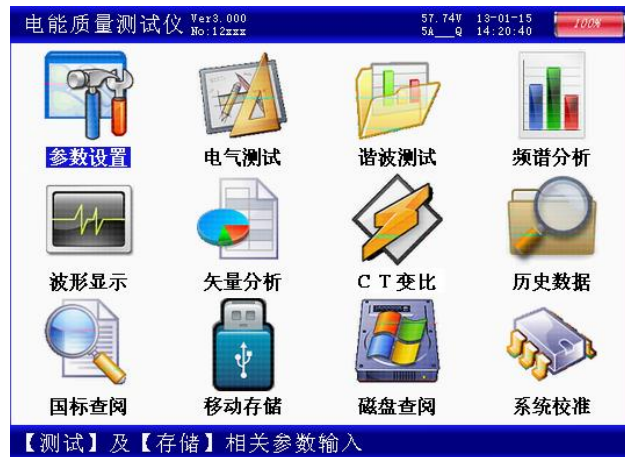 电能质量测试仪 Ver3.000 57.74V 13-01-15 100%
No:12xxx 5A___Q 14:20:40
参数设置 电气测试 谐波测试 频谱分析
波形显示 矢量分析 CT变比 历史数据
国标查阅 移动存储 磁盘查阅 系统校准
【测试】及【存储】相关参数输入